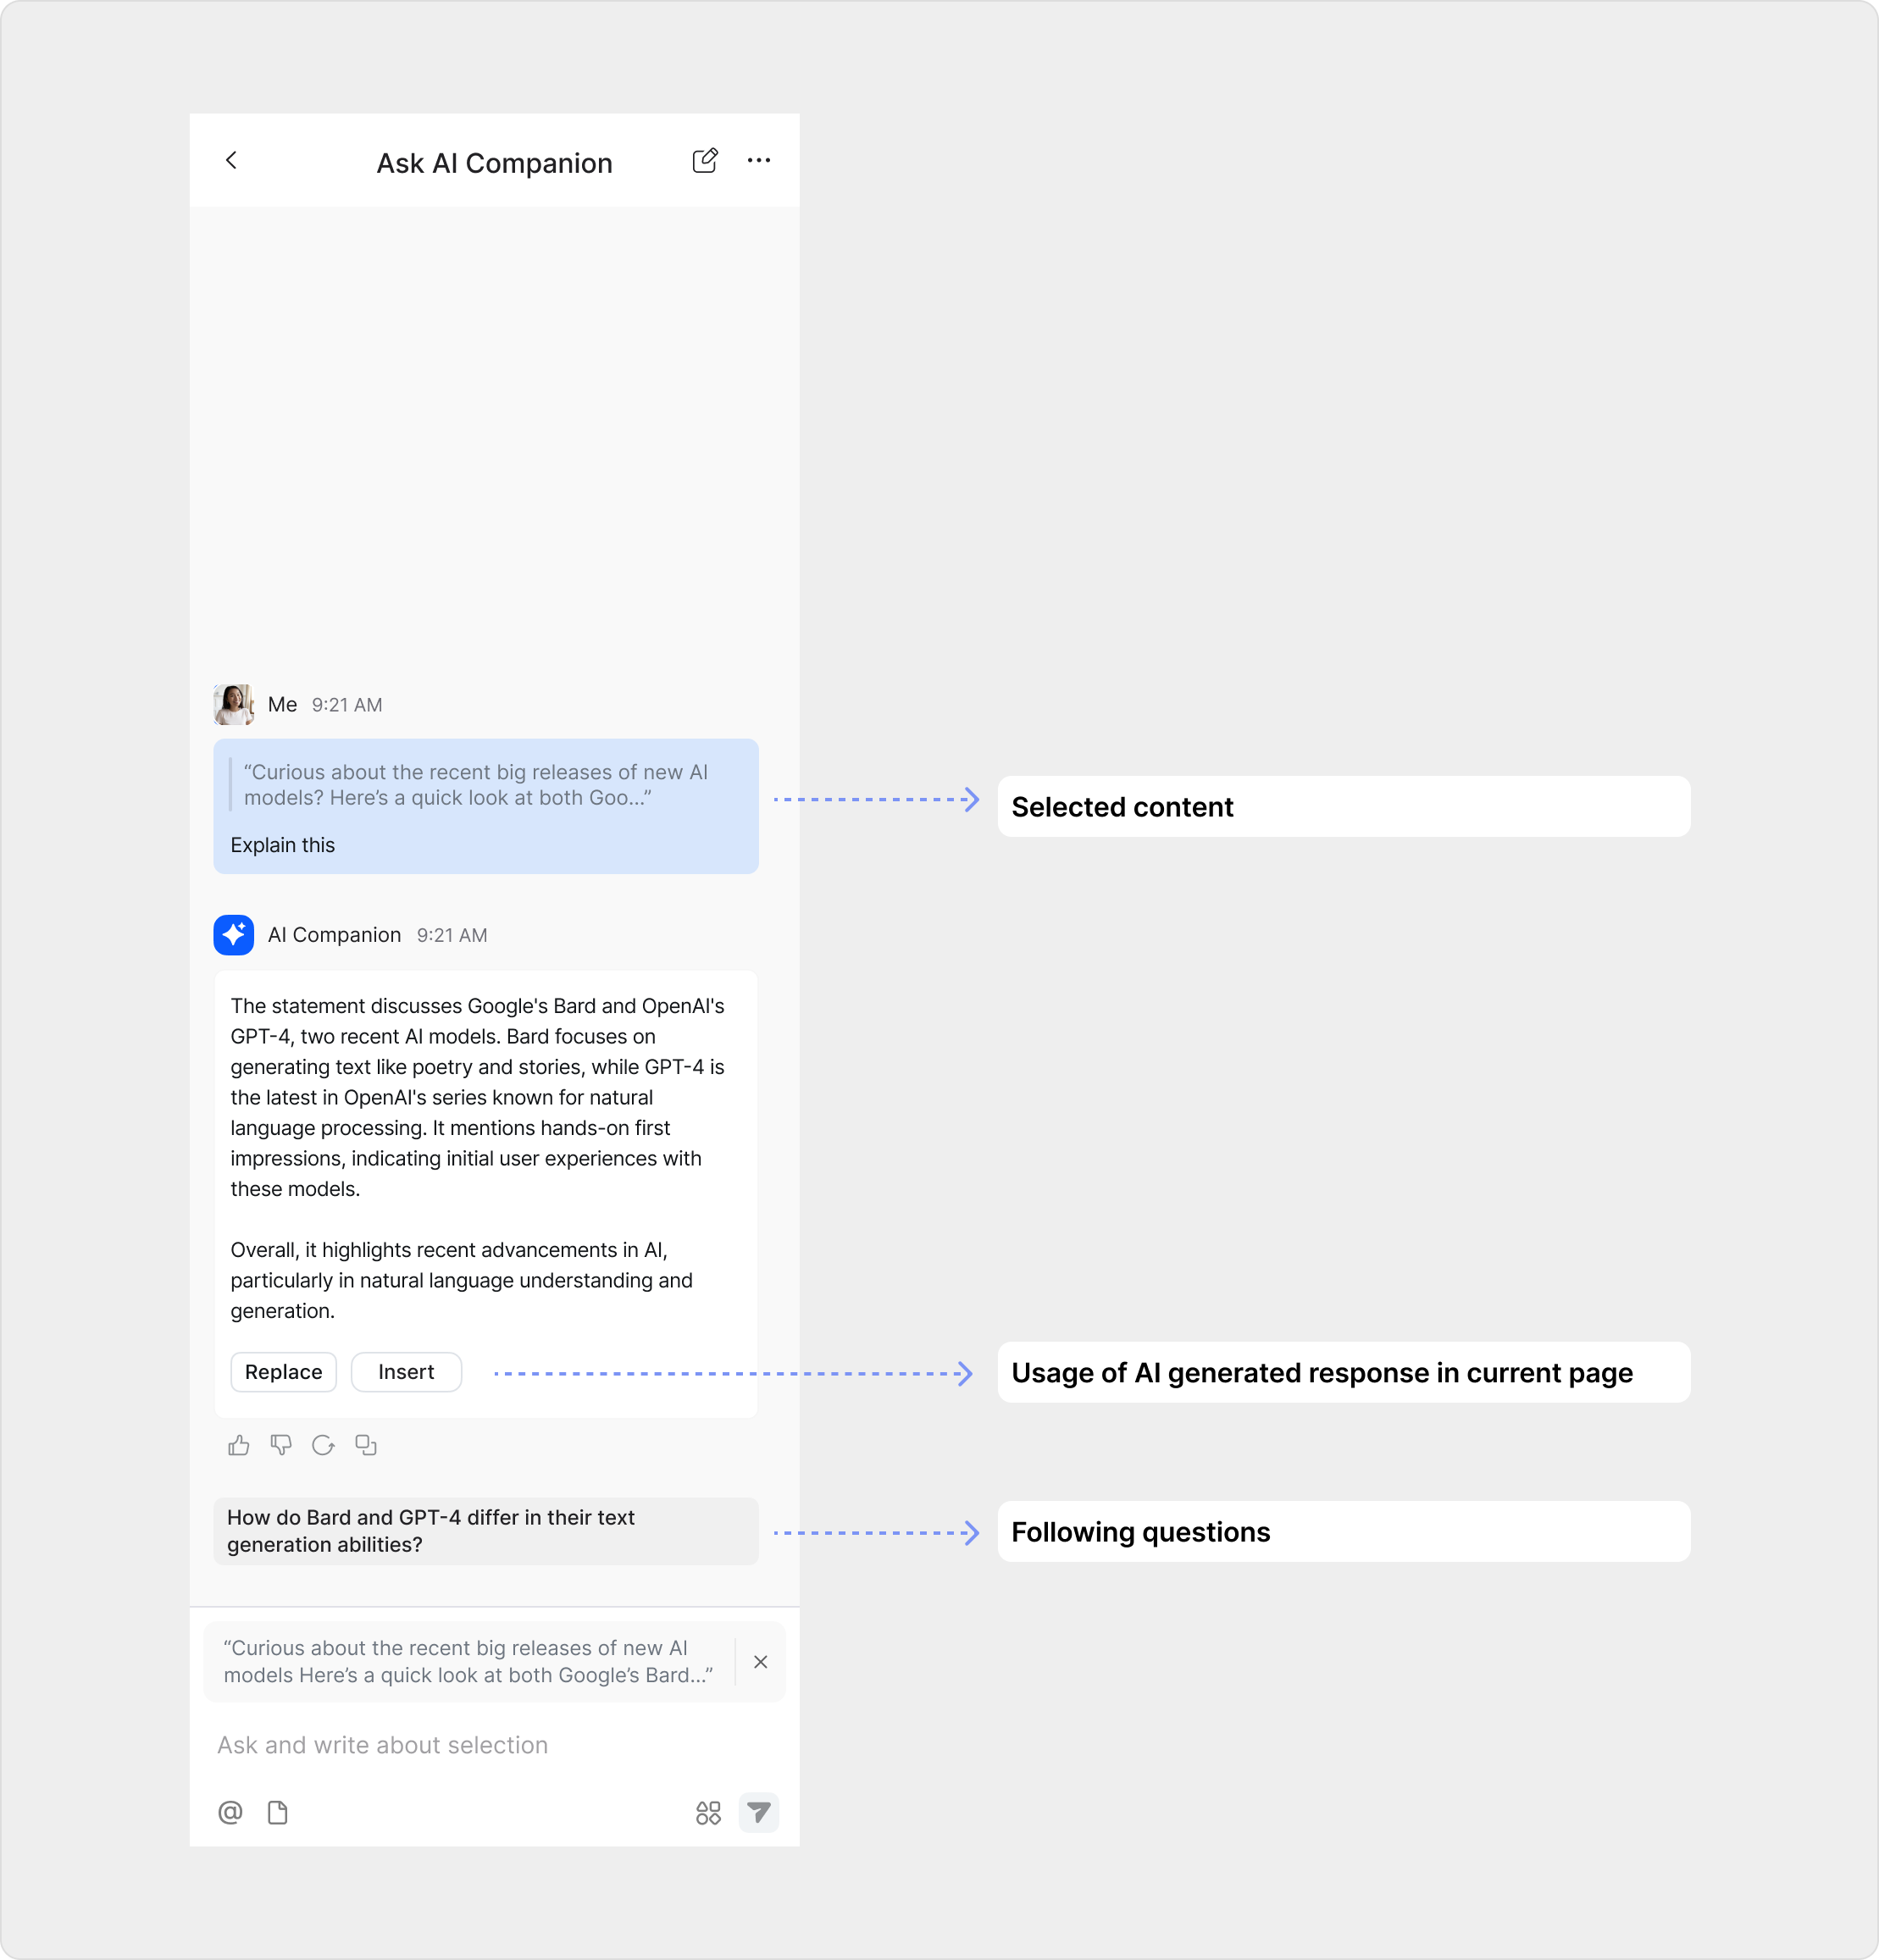 Ask AI Companion
Me 9:21 AM
“Curious about the recent big releases of new AI
models? Here’s a quick look at both Goo...”
Explain this
Selected content
AI Companion 9:21 AM
The statement discusses Google's Bard and OpenAI's
GPT-4, two recent AI models. Bard focuses on
generating text like poetry and stories, while GPT-4 is
the latest in OpenAI's series known for natural
language processing. It mentions hands-on first
impressions, indicating initial user experiences with
these models.
Overall, it highlights recent advancements in AI,
particularly in natural language understanding and
generation.
Replace Insert
Usage of AI generated response in current page
How do Bard and GPT-4 differ in their text
generation abilities?
Following questions
“Curious about the recent big releases of new AI
models Here’s a quick look at both Google’s Bard...”
Ask and write about selection
@